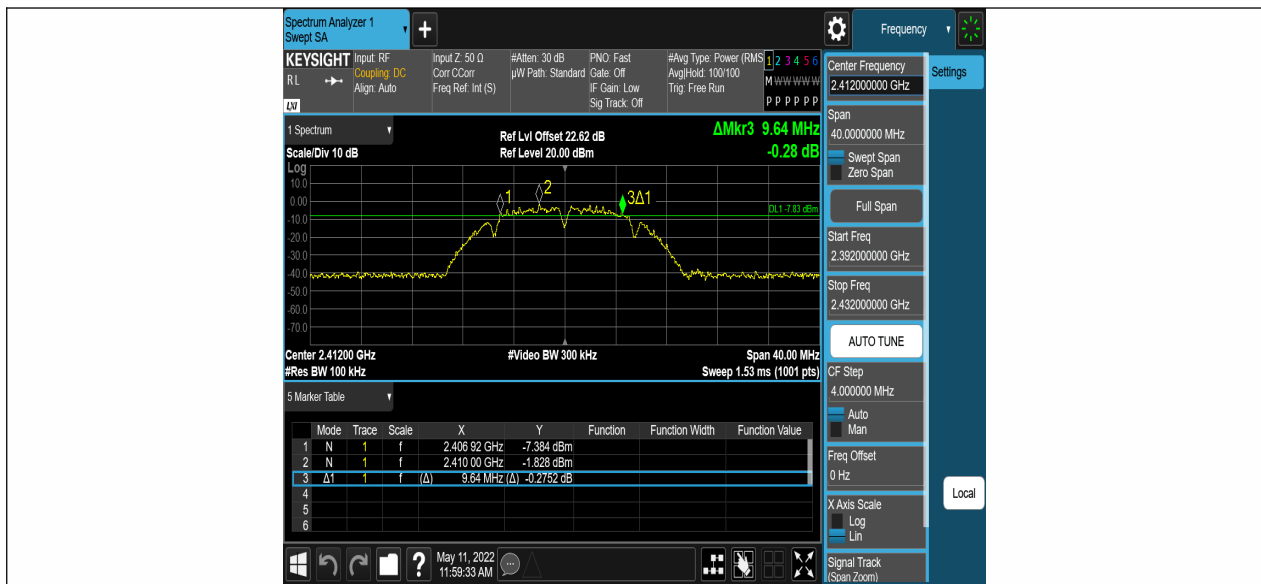 Spectrum Analyzer 1
Swept SA
+
Frequency
KEYSIGHT
RL
LXI
Input: RF
Coupling: DC
Align: Auto
Input Z: 50 Ω
Corr CCorr
Freq Ref: Int (S)
#Atten: 30 dB
µW Path: Standard
PNO: Fast
Gate: Off
IF Gain: Low
Sig Track: Off
#Avg Type: Power (RMS
Avg|Hold: 100/100
Trig: Free Run
1 2 3 4 5 6
M W W W W W
P P P P P P
1 Spectrum
Scale/Div 10 dB
Ref Lvl Offset 22.62 dB
Ref Level 20.00 dBm
ΔMkr3 9.64 MHz
-0.28 dB
Log
10.0
0.00
-10.0
-20.0
-30.0
-40.0
-50.0
-60.0
-70.0
1
2
3Δ1
DL1 -7.83 dBm
Center 2.41200 GHz
#Video BW 300 kHz
Span 40.00 MHz
#Res BW 100 kHz
Sweep 1.53 ms (1001 pts)
5 Marker Table
Mode Trace Scale X Y Function Function Width Function Value
1 N 1 f 2.406 92 GHz -7.384 dBm
2 N 1 f 2.410 00 GHz -1.828 dBm
3 Δ1 1 f (Δ) 9.64 MHz (Δ) -0.2752 dB
4
5
6
?
May 11, 2022
11:59:33 AM
Center Frequency
2.412000000 GHz
Settings
Span
40.0000000 MHz
Swept Span
Zero Span
Full Span
Start Freq
2.392000000 GHz
Stop Freq
2.432000000 GHz
AUTO TUNE
CF Step
4.000000 MHz
Auto
Man
Freq Offset
0 Hz
Local
X Axis Scale
Log
Lin
Signal Track
(Span Zoom)